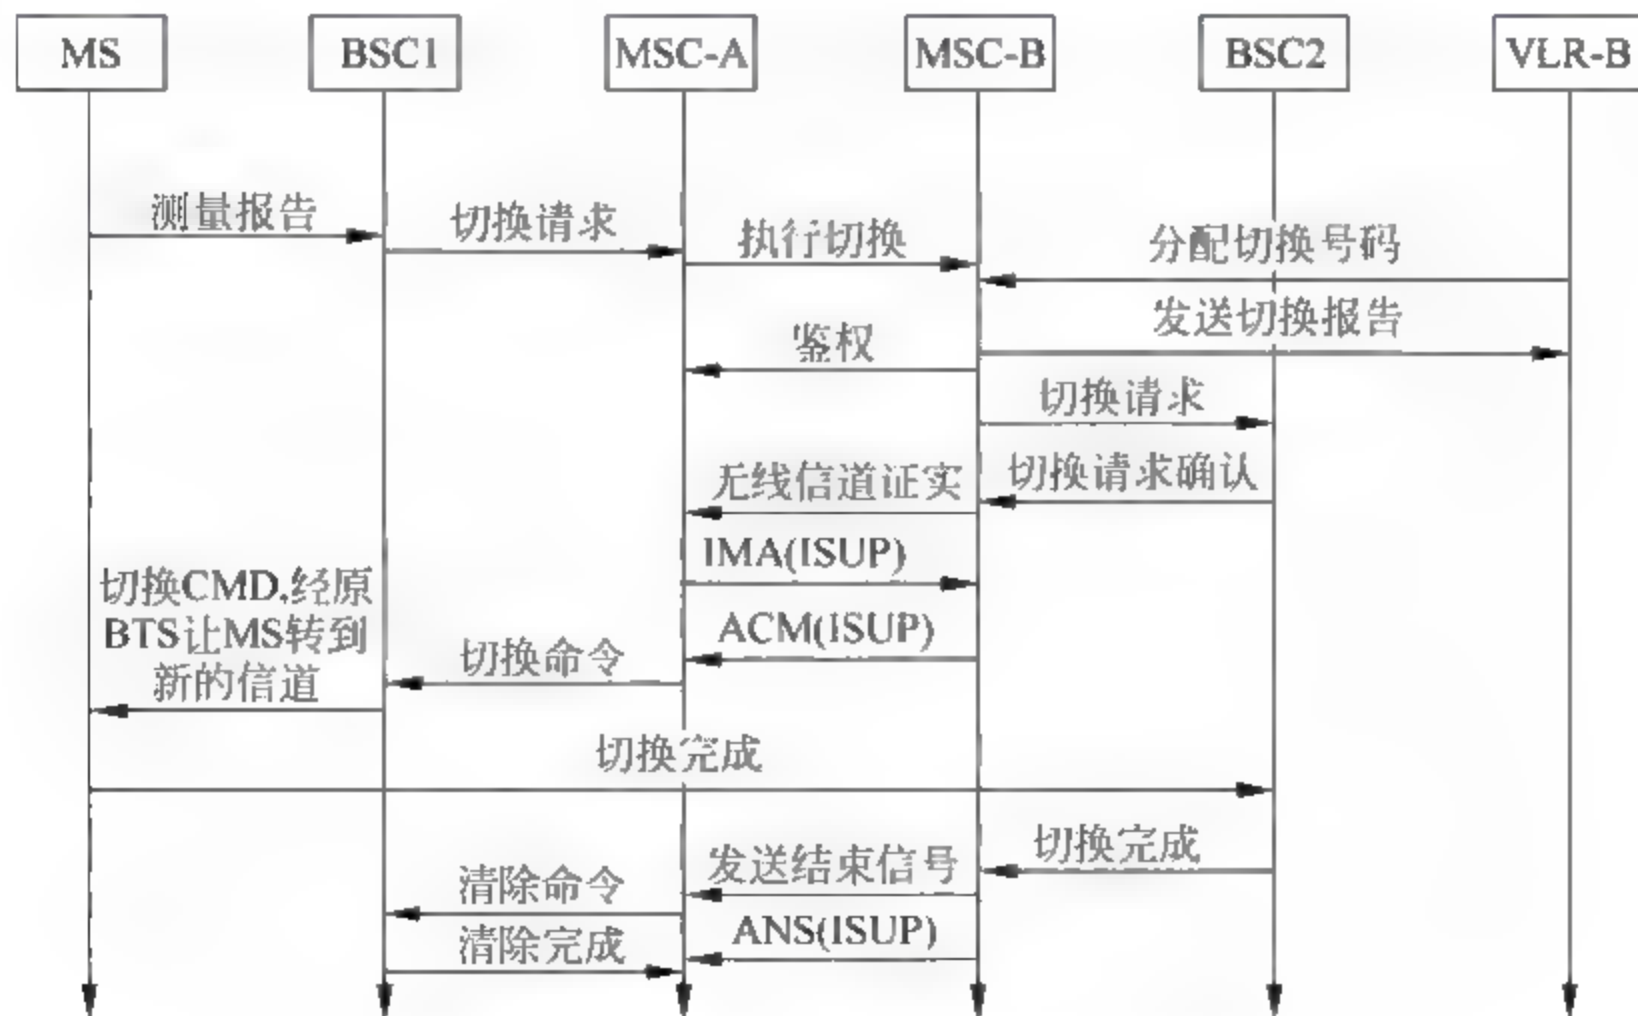 MS
BSC1
MSC-A
MSC-B
BSC2
VLR-B
测量报告
切换请求
执行切换
分配切换号码
发送切换报告
鉴权
切换请求
切换请求确认
无线信道证实
IMA(ISUP)
ACM(ISUP)
切换命令
切换CMD,经原
BTS让MS转到
新的信道
切换完成
切换完成
发送结束信号
清除命令
ANS(ISUP)
清除完成